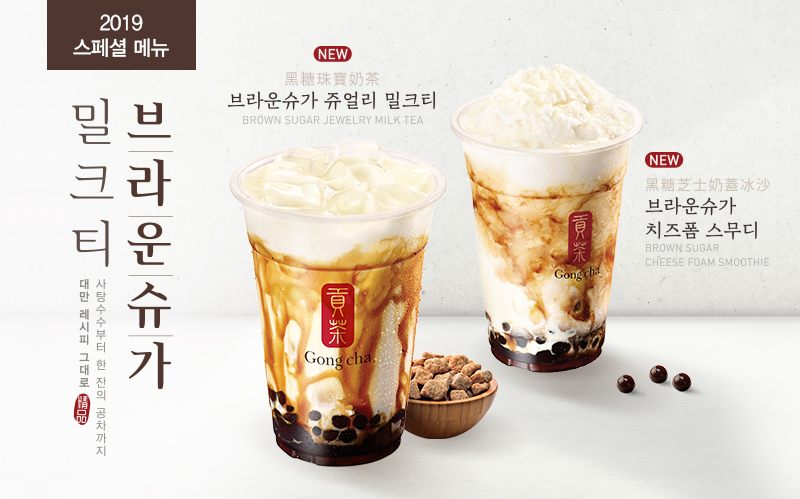 2019
스페셜 메뉴
브라운슈가
밀크티
사탕수수부터 한 잔의 공차까지
대만 레시피 그대로
精品
NEW
黑糖珠寶奶茶
브라운슈가 쥬얼리 밀크티
BROWN SUGAR JEWELRY MILK TEA
NEW
黑糖芝士奶蓋冰沙
브라운슈가
치즈폼 스무디
BROWN SUGAR
CHEESE FOAM SMOOTHIE
貢茶
Gong cha
貢茶
Gong cha